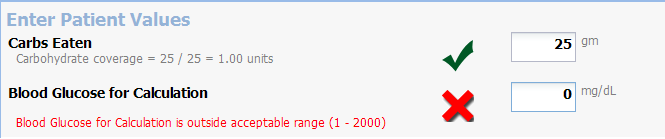 Enter Patient Values
Carbs Eaten 25 gm
Carbohydrate coverage = 25 / 25 = 1.00 units
Blood Glucose for Calculation 0 mg/dL
Blood Glucose for Calculation is outside acceptable range (1 - 2000)